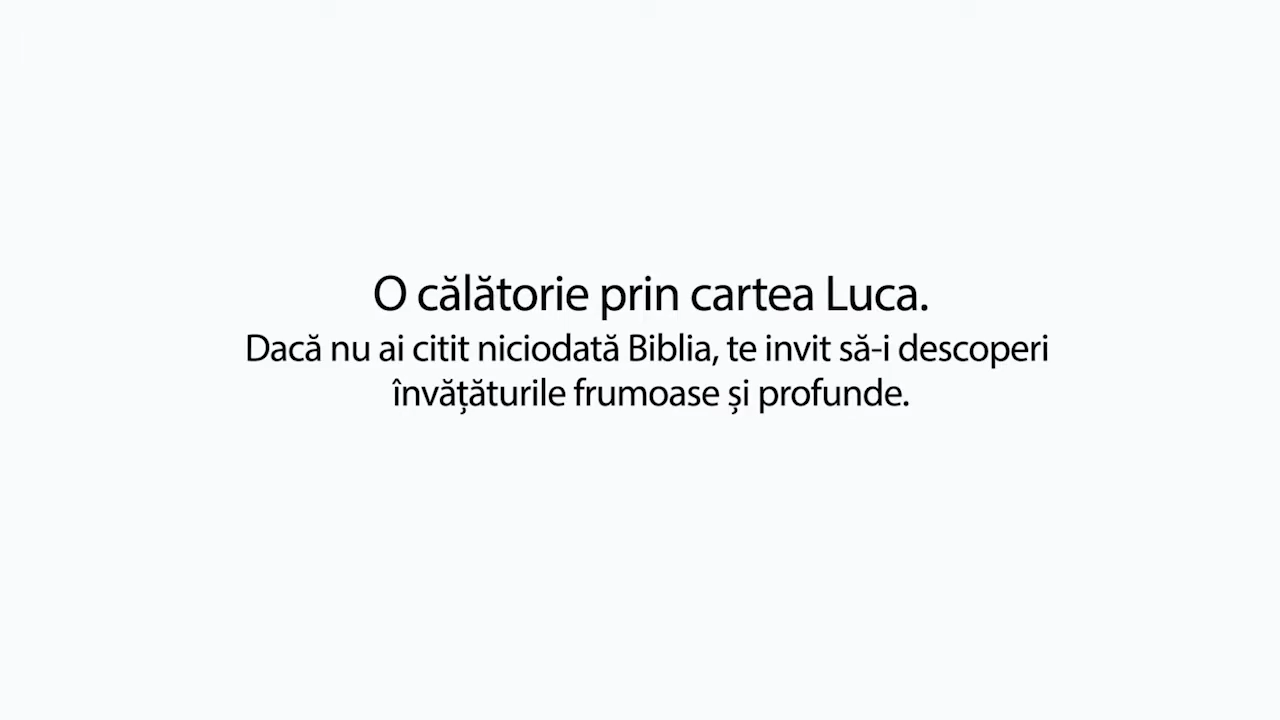 O călătorie prin cartea Luca.
Dacă nu ai citit niciodată Biblia, te invit să-i descoperi
învățăturile frumoase și profunde.